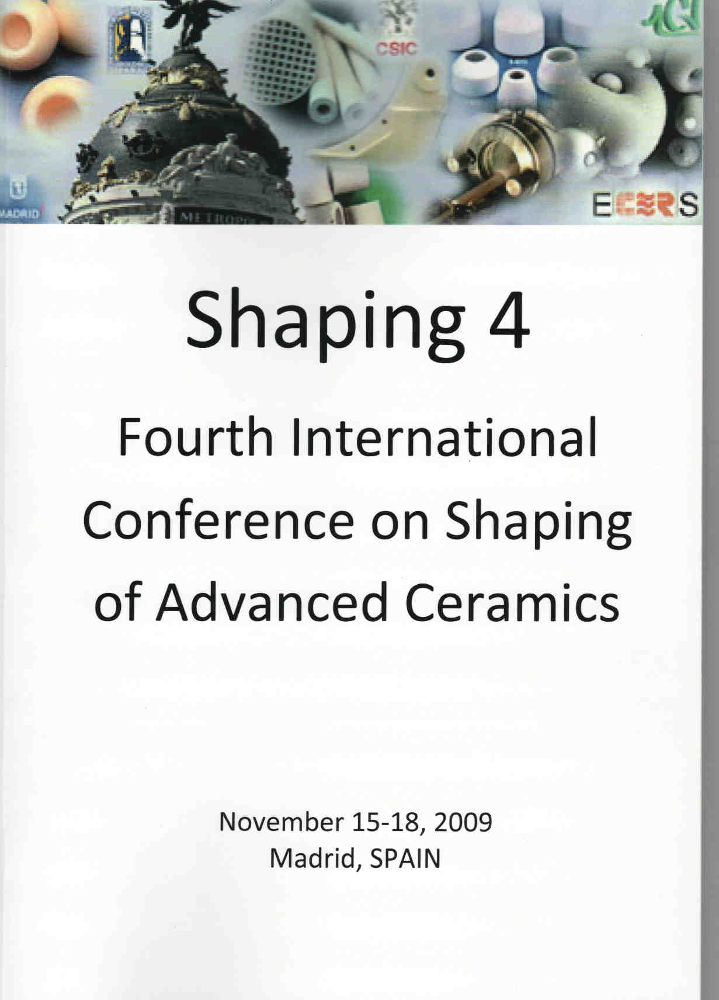 CSIC
MADRID
METROPOL
ECERS
Shaping 4
Fourth International
Conference on Shaping
of Advanced Ceramics
November 15-18, 2009
Madrid, SPAIN